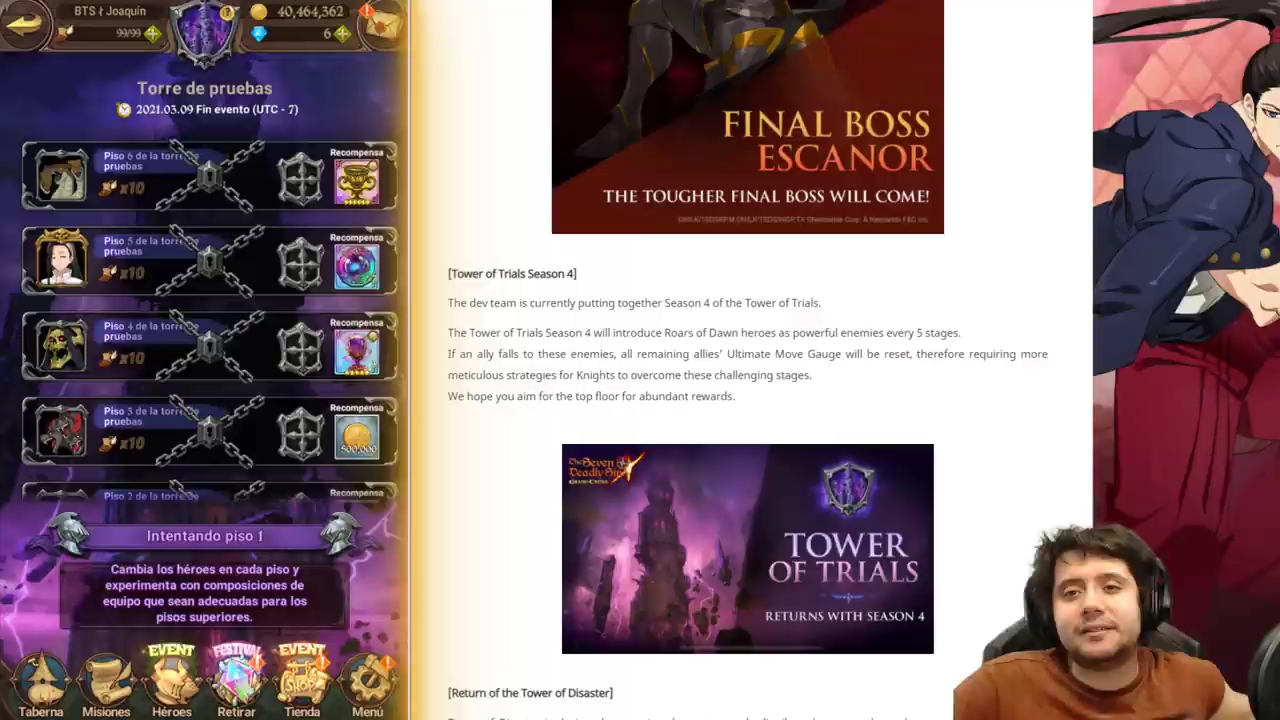 BTS ł Joaquin
99/99
40,464,362
6
Torre de pruebas
2021.03.09 Fin evento (UTC - 7)
Piso 6 de la torre de
pruebas
x10
Recompensa
Piso 5 de la torre de
pruebas
x10
Recompensa
Piso 4 de la torre de
pruebas
x10
Recompensa
Piso 3 de la torre de
pruebas
x10
Recompensa
500,000
Piso 2 de la torre de
Recompensa
Intentando piso 1
Cambia los héroes en cada piso y
experimenta con composiciones de
equipo que sean adecuadas para los
pisos superiores.
EVENT
FESTIVAL
EVENT
SHOP
Taberna
Misiones
Héroes
Retirar
Tienda
Menú
FINAL BOSS
ESCANOR
THE TOUGHER FINAL BOSS WILL COME!
[Tower of Trials Season 4]
The dev team is currently putting together Season 4 of the Tower of Trials.
The Tower of Trials Season 4 will introduce Roars of Dawn heroes as powerful enemies every 5 stages.
If an ally falls to these enemies, all remaining allies' Ultimate Move Gauge will be reset, therefore requiring more
meticulous strategies for Knights to overcome these challenging stages.
We hope you aim for the top floor for abundant rewards.
The Seven
Deadly Sins
GRAND CROSS
TOWER
OF TRIALS
RETURNS WITH SEASON 4
[Return of the Tower of Disaster]